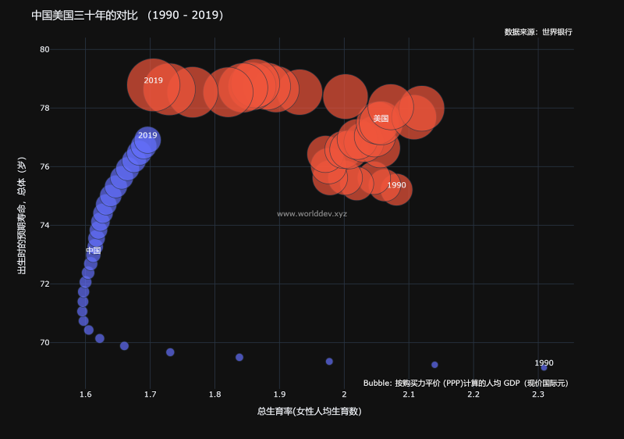 中国美国三十年的对比 （1990 - 2019）
数据来源：世界银行
80
78
76
74
72
70
出生时的预期寿命，总体（岁）
2019
2019
美国
1990
www.worlddev.xyz
中国
1990
Bubble: 按购买力平价 (PPP)计算的人均 GDP（现价国际元）
1.6
1.7
1.8
1.9
2
2.1
2.2
2.3
总生育率(女性人均生育数)